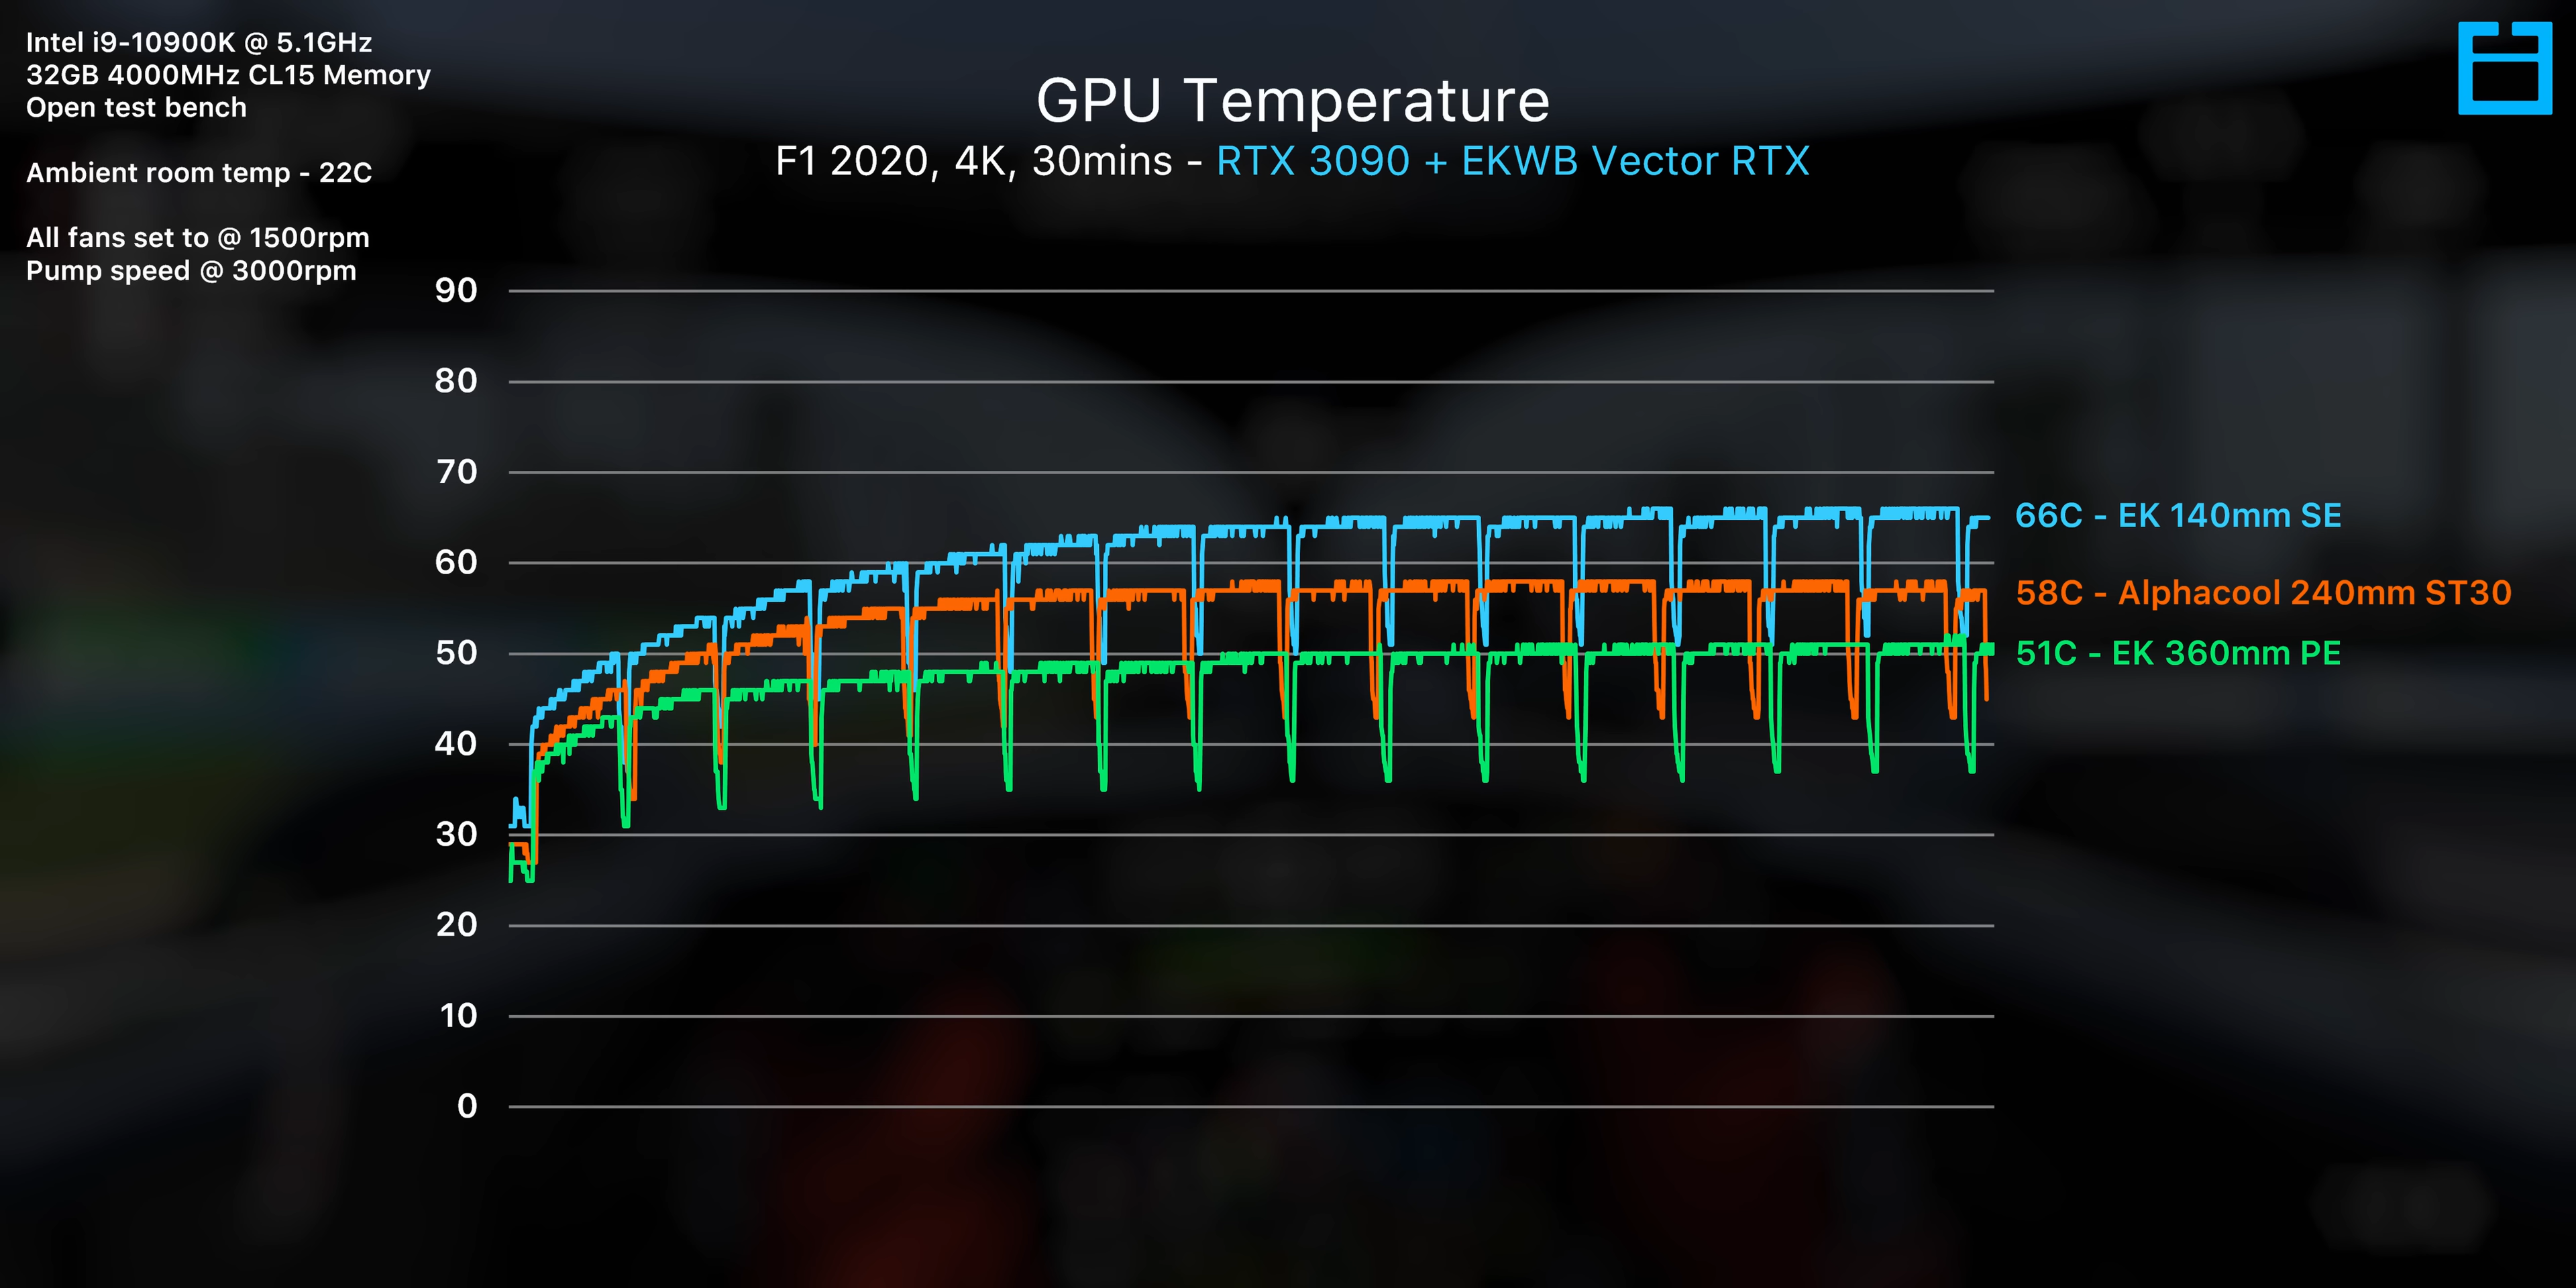 Intel i9-10900K @ 5.1GHz
32GB 4000MHz CL15 Memory
Open test bench
Ambient room temp - 22C
All fans set to @ 1500rpm
Pump speed @ 3000rpm
GPU Temperature
F1 2020, 4K, 30mins - RTX 3090 + EKWB Vector RTX
90
80
70
60
50
40
30
20
10
0
66C - EK 140mm SE
58C - Alphacool 240mm ST30
51C - EK 360mm PE